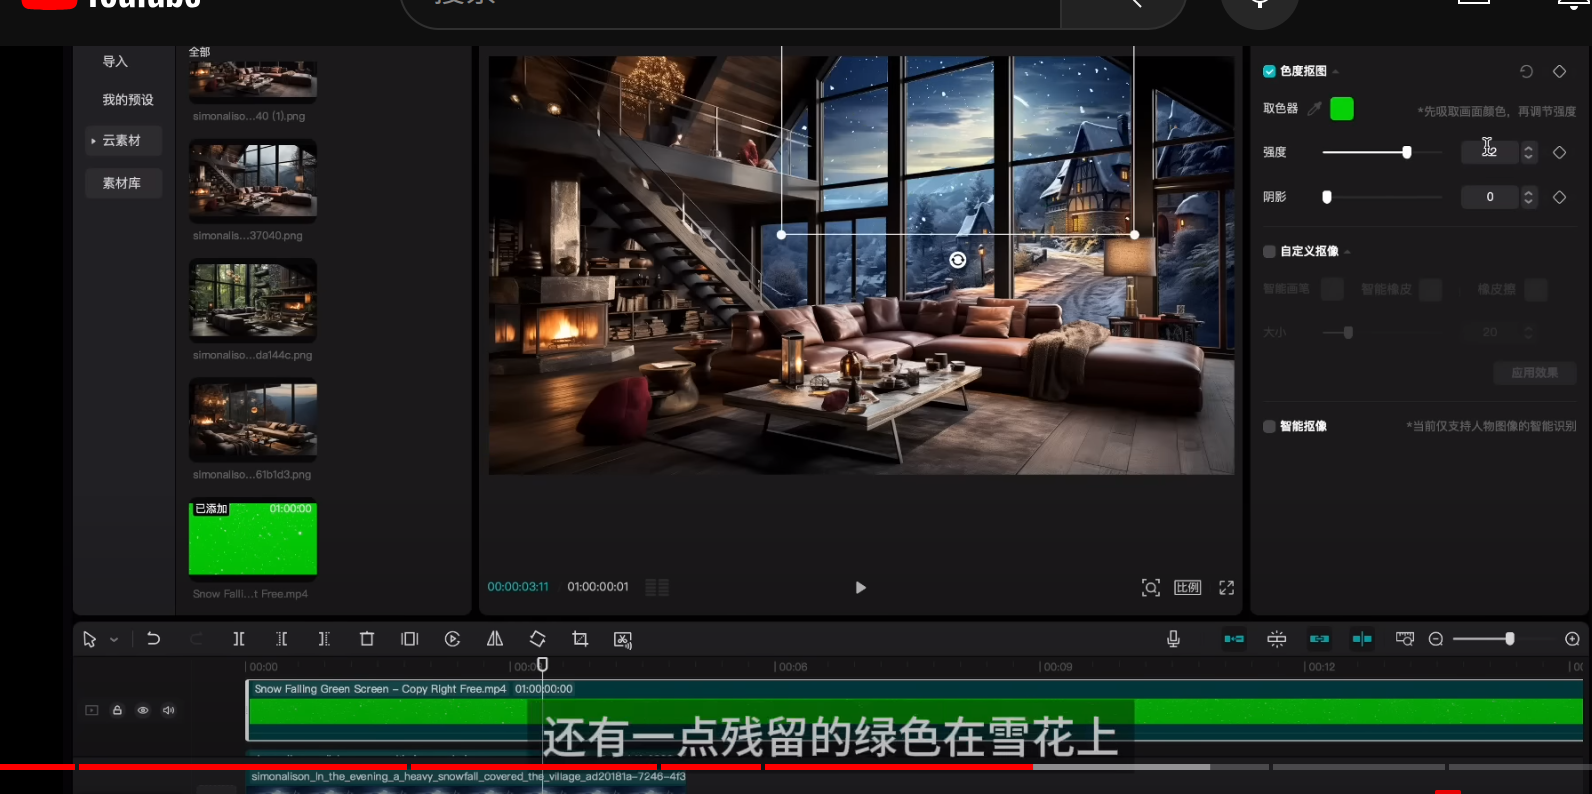 YouTube
搜索
导入
我的预设
云素材
素材库
全部
simonaliso...40 (1).png
simonalis...37040.png
simonaliso...da144c.png
simonaliso...61b1d3.png
已添加
01:00:00
Snow Falli...t Free.mp4
00:00:03:11
01:00:00:01
比例
色度抠图
取色器
*先吸取画面颜色，再调节强度
强度
阴影
0
自定义抠像
智能画笔
智能橡皮
橡皮擦
大小
20
应用效果
智能抠像
*当前仅支持人物图像的智能识别
00:00
00:06
00:09
00:12
Snow Falling Green Screen – Copy Right Free.mp4 01:00:00:00
还有一点残留的绿色在雪花上
simonalison_In_the_evening_a_heavy_snowfall_covered_the_village_ad20181a-7246-4f3